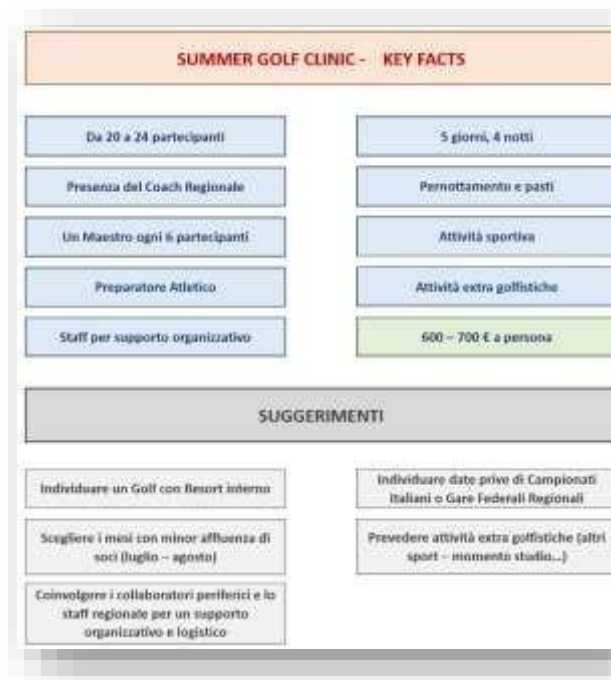 SUMMER GOLF CLINIC - KEY FACTS
Da 20 a 24 partecipanti
5 giorni, 4 notti
Presenza del Coach Regionale
Pernottamento e pasti
Un Maestro ogni 6 partecipanti
Attività sportiva
Preparatore Atletico
Attività extra golfistiche
Staff per supporto organizzativo
600 – 700 € a persona
SUGGERIMENTI
Individuare un Golf con Resort interno
Individuare date prive di Campionati
Italiani o Gare Federali Regionali
Scegliere i mesi con minor affluenza di
soci (luglio – agosto)
Prevedere attività extra golfistiche (altri
sport – momento studio...)
Coinvolgere i collaboratori periferici e lo
staff regionale per un supporto
organizzativo e logistico